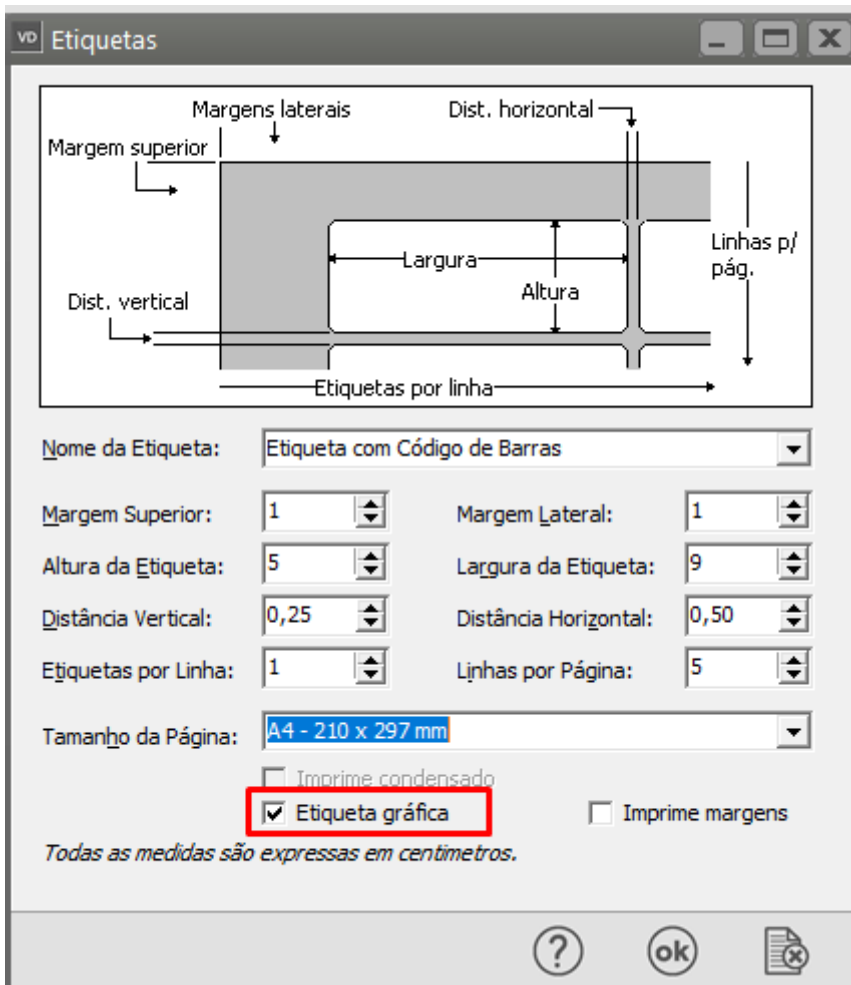 VD Etiquetas
Margens laterais
Dist. horizontal
Margem superior
Largura
Altura
Linhas p/
pág.
Dist. vertical
Etiquetas por linha
Nome da Etiqueta: Etiqueta com Código de Barras
Margem Superior: 1 Margem Lateral: 1
Altura da Etiqueta: 5 Largura da Etiqueta: 9
Distância Vertical: 0,25 Distância Horizontal: 0,50
Etiquetas por Linha: 1 Linhas por Página: 5
Tamanho da Página: A4 - 210 x 297 mm
Imprime condensado
Etiqueta gráfica Imprime margens
Todas as medidas são expressas em centimetros.
? ok